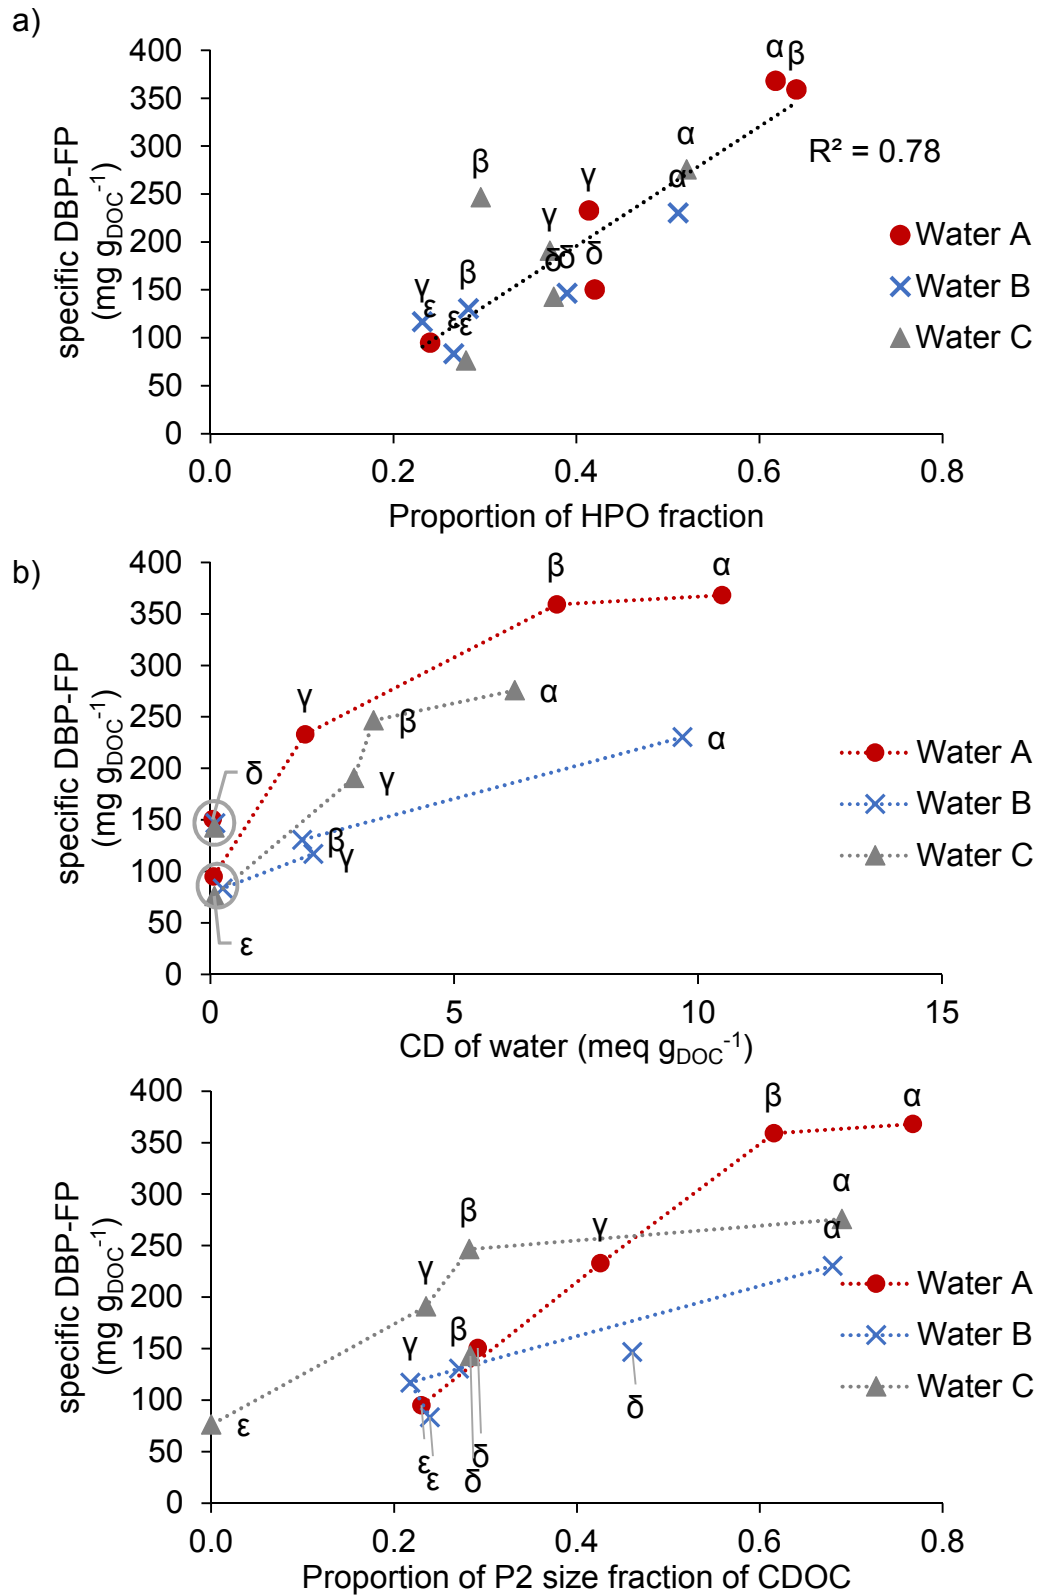 a)
specific DBP-FP
(mg gDOC⁻¹)
400
350
300
250
200
150
100
50
0
α
β
α
R² = 0.78
β
α
γ
γ
δ
δ
δ
β
γ
ε
ε
ε
Water A
Water B
Water C
0.0
0.2
0.4
0.6
0.8
Proportion of HPO fraction
b)
specific DBP-FP
(mg gDOC⁻¹)
400
350
300
250
200
150
100
50
0
β
α
γ
β
α
α
γ
δ
β
γ
ε
Water A
Water B
Water C
0
5
10
15
CD of water (meq gDOC⁻¹)
specific DBP-FP
(mg gDOC⁻¹)
400
350
300
250
200
150
100
50
0
β
α
α
β
γ
α
γ
γ
β
δ
ε
ε
ε
δ
δ
Water A
Water B
Water C
0.0
0.2
0.4
0.6
0.8
Proportion of P2 size fraction of CDOC